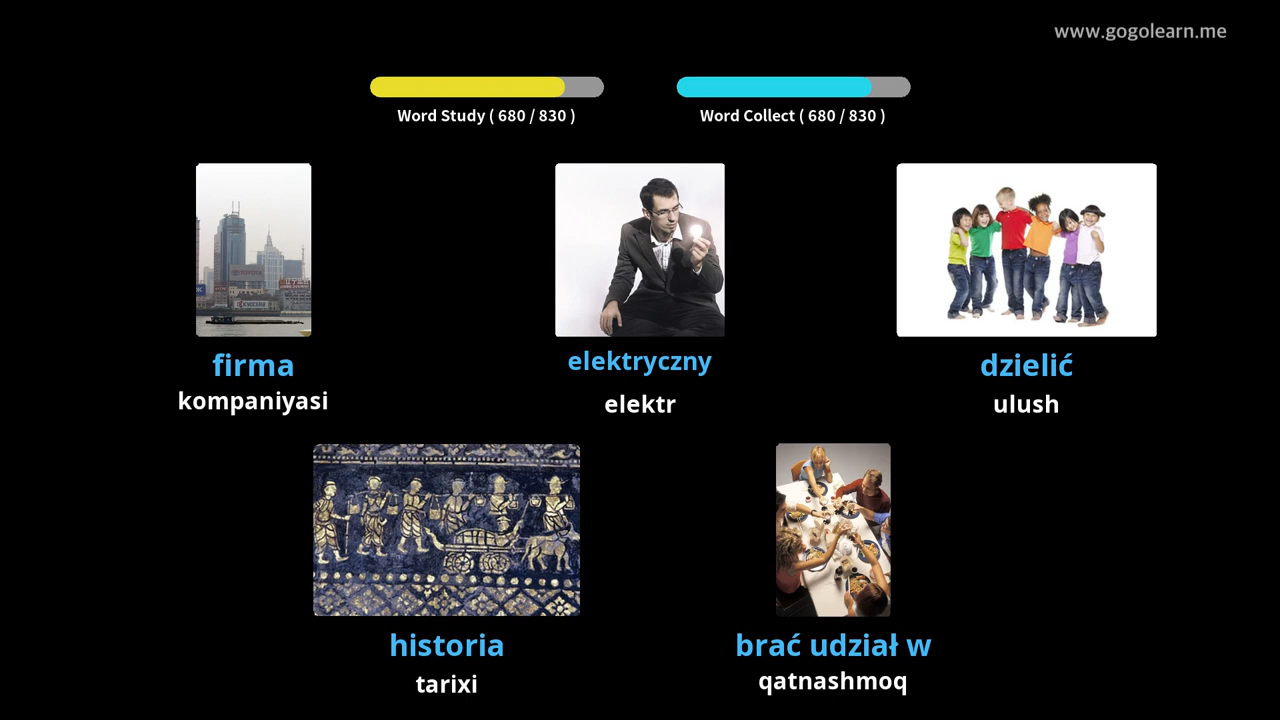 www.gogolearn.me
Word Study ( 680 / 830 )
Word Collect ( 680 / 830 )
TOYOTA
firma
kompaniyasi
elektryczny
elektr
dzielić
ulush
historia
tarixi
brać udział w
qatnashmoq